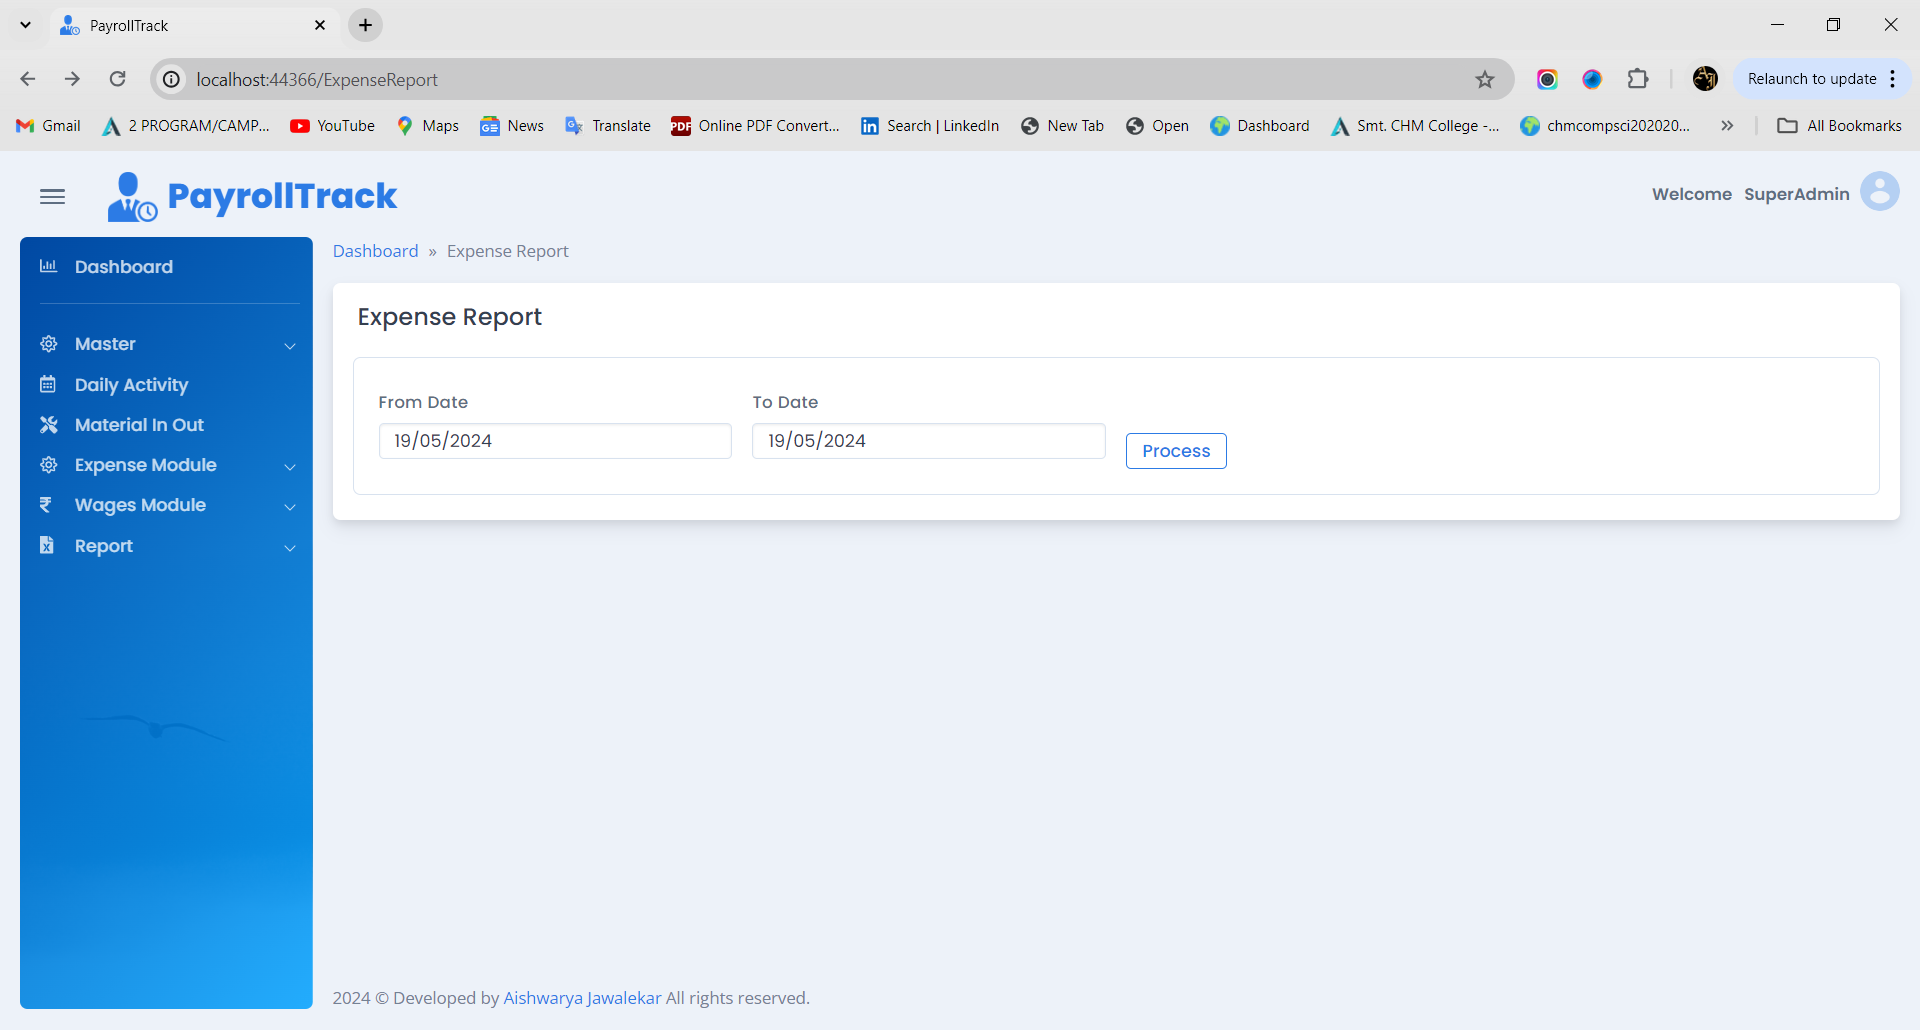 PayrollTrack
localhost:44366/ExpenseReport
Relaunch to update
Gmail
2 PROGRAM/CAMP...
YouTube
Maps
News
Translate
PDF
Online PDF Convert...
Search | LinkedIn
New Tab
Open
Dashboard
Smt. CHM College -...
chmcompsci202020...
All Bookmarks
PayrollTrack
Welcome SuperAdmin
Dashboard
Master
Daily Activity
Material In Out
Expense Module
Wages Module
Report
Dashboard » Expense Report
Expense Report
From Date
19/05/2024
To Date
19/05/2024
Process
2024 © Developed by Aishwarya Jawalekar All rights reserved.